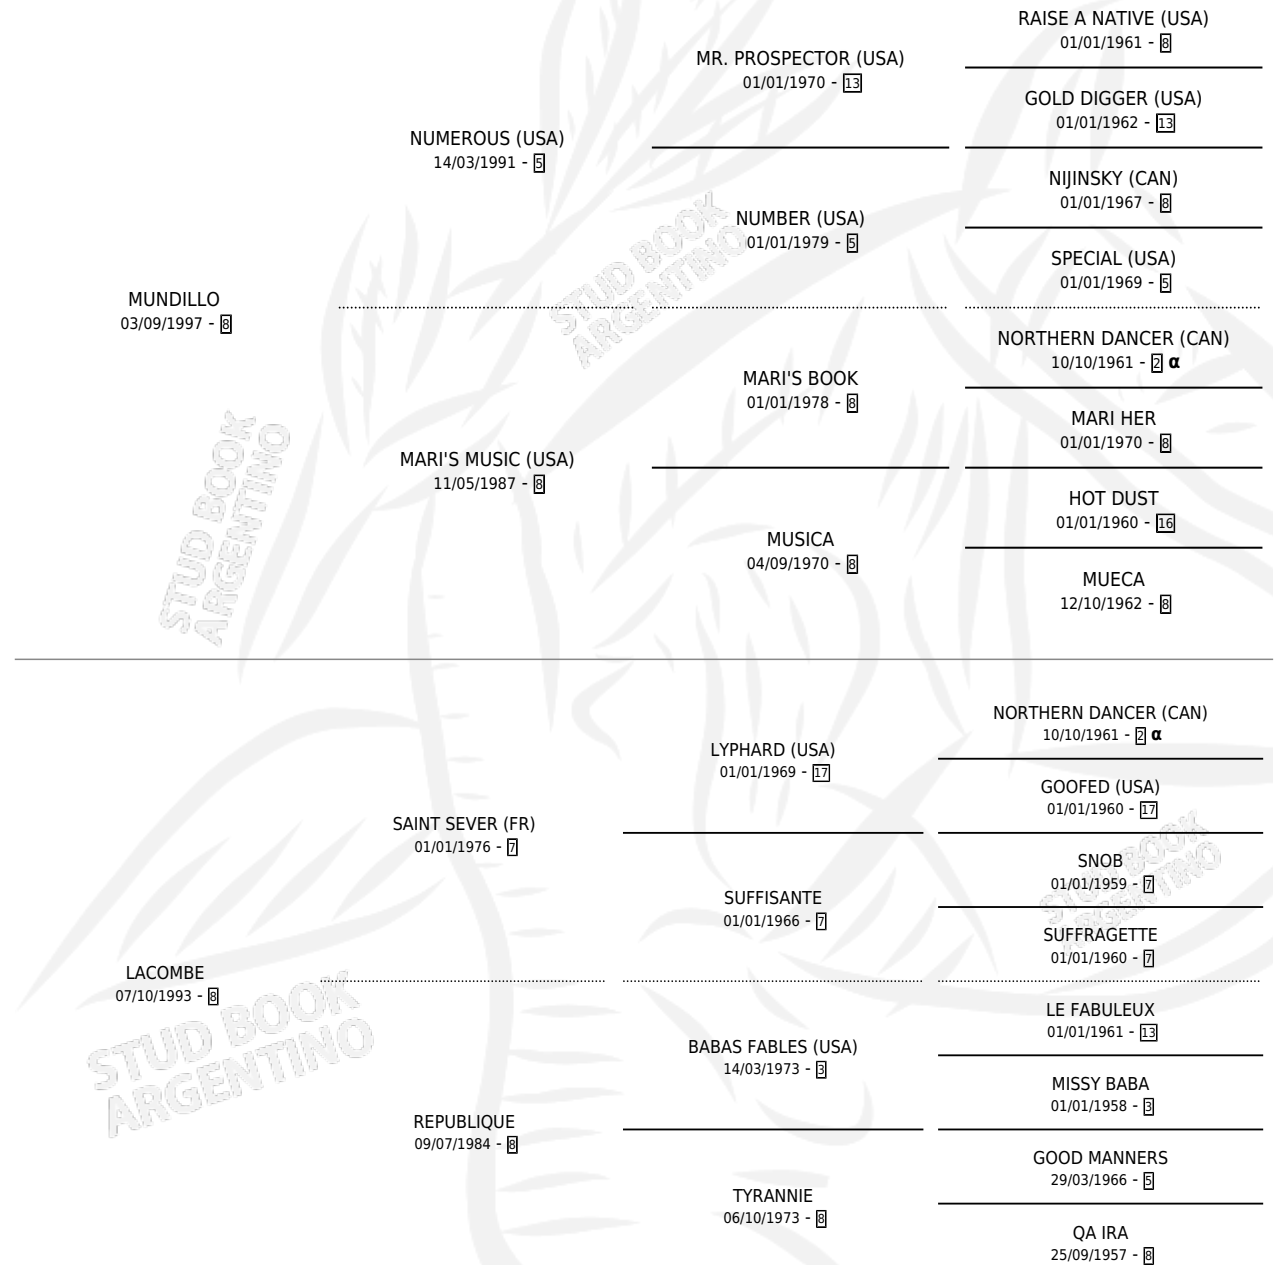 RAISE A NATIVE (USA)
01/01/1961 - 8
MR. PROSPECTOR (USA)
01/01/1970 - 13
GOLD DIGGER (USA)
01/01/1962 - 13
NUMEROUS (USA)
14/03/1991 - 5
NIJINSKY (CAN)
01/01/1967 - 8
NUMBER (USA)
01/01/1979 - 5
SPECIAL (USA)
01/01/1969 - 5
STUD BOOK
ARGENTINO
MUNDILLO
03/09/1997 - 8
NORTHERN DANCER (CAN)
10/10/1961 - 2 α
MARI'S BOOK
01/01/1978 - 8
MARI HER
01/01/1970 - 8
MARI'S MUSIC (USA)
11/05/1987 - 8
HOT DUST
01/01/1960 - 16
MUSICA
04/09/1970 - 8
MUECA
12/10/1962 - 8
STUD BOOK
ARGENTINO
NORTHERN DANCER (CAN)
10/10/1961 - 2 α
LYPHARD (USA)
01/01/1969 - 17
GOOFED (USA)
01/01/1960 - 17
SAINT SEVER (FR)
01/01/1976 - 7
SNOB
01/01/1959 - 7
SUFFISANTE
01/01/1966 - 7
SUFFRAGETTE
01/01/1960 - 7
STUD BOOK
ARGENTINO
LACOMBE
07/10/1993 - 8
LE FABULEUX
01/01/1961 - 13
BABAS FABLES (USA)
14/03/1973 - 3
MISSY BABA
01/01/1958 - 3
REPUBLIQUE
09/07/1984 - 8
GOOD MANNERS
29/03/1966 - 5
TYRANNIE
06/10/1973 - 8
QA IRA
25/09/1957 - 8
STUD BOOK
ARGENTINO